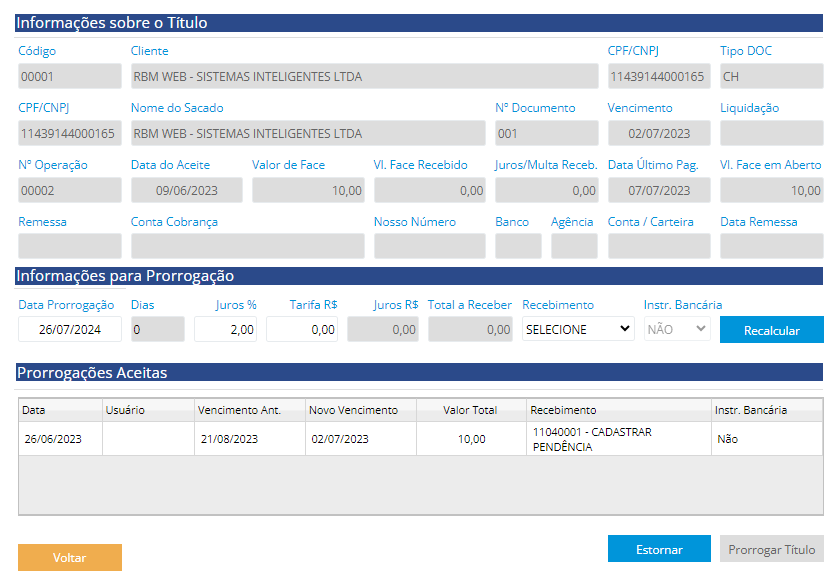 Informações sobre o Título
Código Cliente CPF/CNPJ Tipo DOC
00001 RBM WEB - SISTEMAS INTELIGENTES LTDA 11439144000165 CH
CPF/CNPJ Nome do Sacado Nº Documento Vencimento Liquidação
11439144000165 RBM WEB - SISTEMAS INTELIGENTES LTDA 001 02/07/2023
Nº Operação Data do Aceite Valor de Face Vl. Face Recebido Juros/Multa Receb. Data Último Pag. Vl. Face em Aberto
00002 09/06/2023 10,00 0,00 0,00 07/07/2023 10,00
Remessa Conta Cobrança Nosso Número Banco Agência Conta / Carteira Data Remessa
Informações para Prorrogação
Data Prorrogação Dias Juros % Tarifa R$ Juros R$ Total a Receber Recebimento Instr. Bancária
26/07/2024 0 2,00 0,00 0,00 0,00 SELECIONE NÃO Recalcular
Prorrogações Aceitas
Data Usuário Vencimento Ant. Novo Vencimento Valor Total Recebimento Instr. Bancária
26/06/2023 21/08/2023 02/07/2023 10,00 11040001 - CADASTRAR PENDÊNCIA Não
Voltar Estornar Prorrogar Título